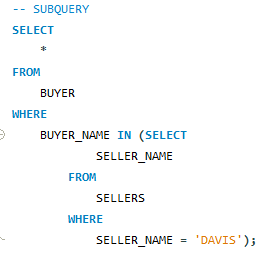 -- SUBQUERY
SELECT
*
FROM
BUYER
WHERE
BUYER_NAME IN (SELECT
SELLER_NAME
FROM
SELLERS
WHERE
SELLER_NAME = 'DAVIS');